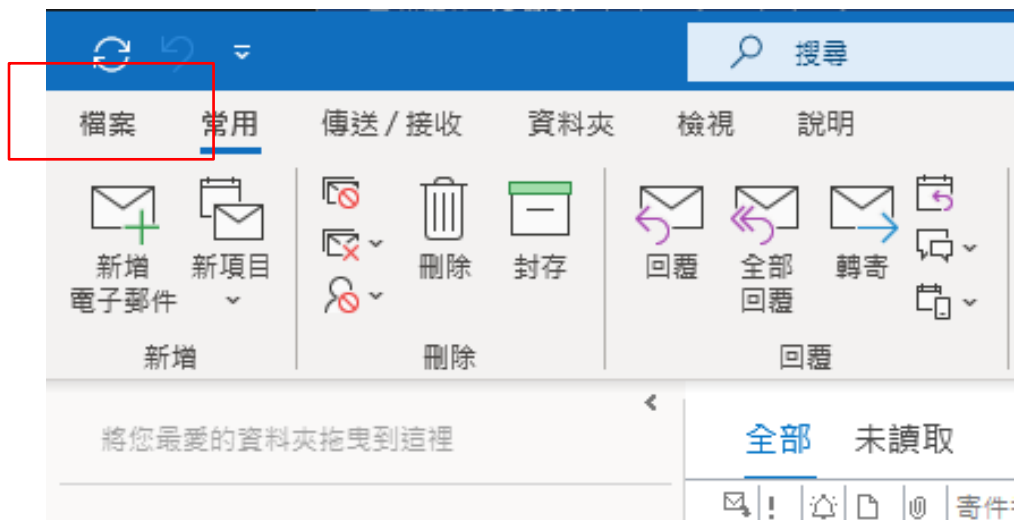 搜尋
檔案 常用 傳送 / 接收 資料夾 檢視 說明
新增
電子郵件
新項目
刪除
封存
回覆
全部
回覆
轉寄
新增 刪除 回覆
將您最愛的資料夾拖曳到這裡
全部 未讀取
寄件